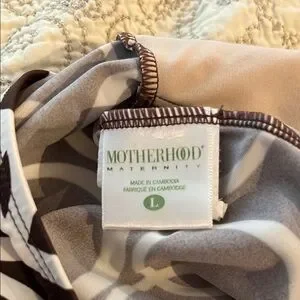 MOTHERHOOD®
MATERNITY
MADE IN CAMBODIA
FABRIQUÉ EN CAMBODGE
L